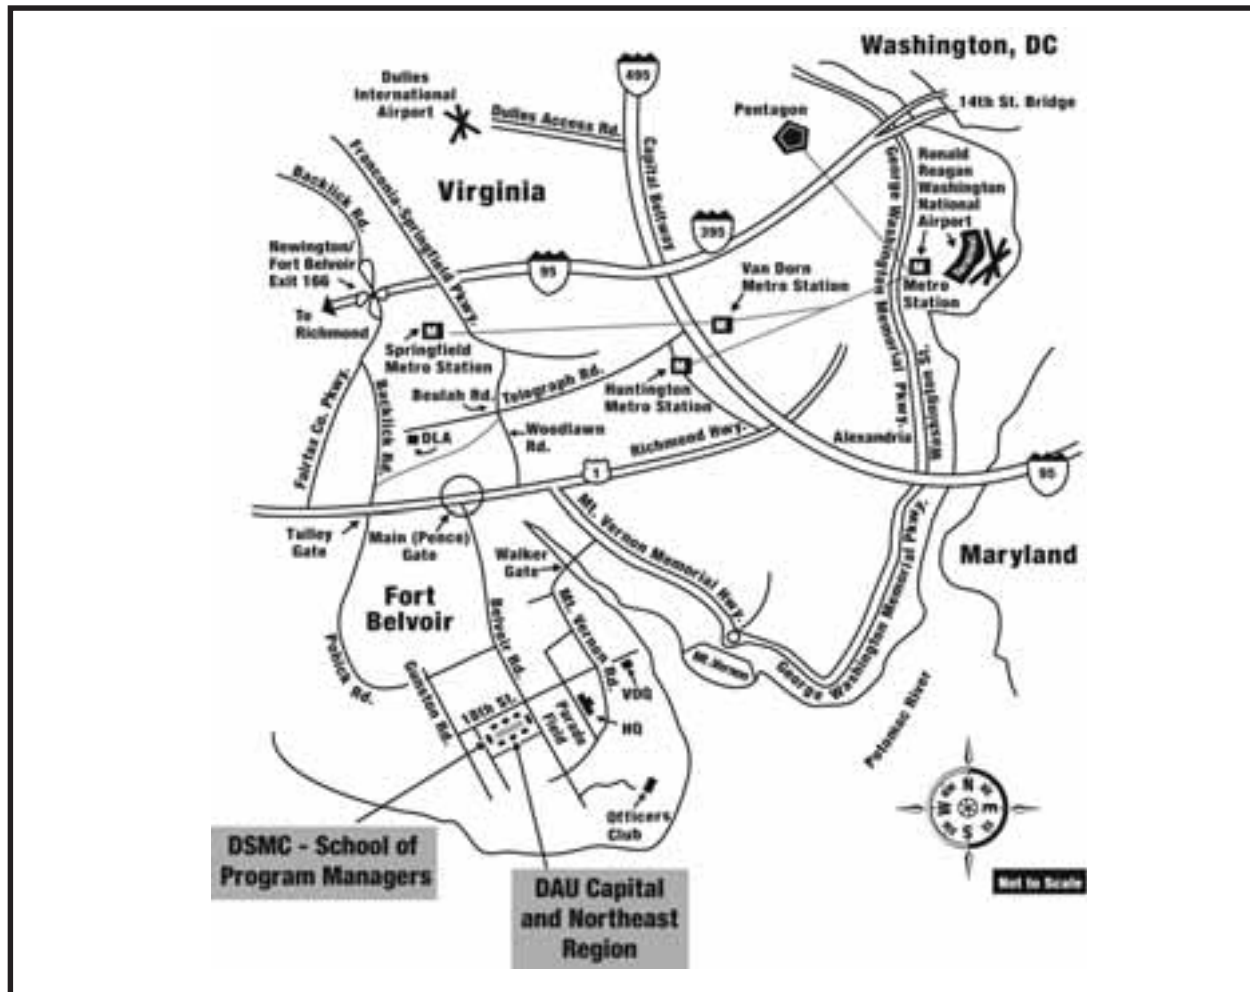 Washington, DC
495
Dulles
International
Airport
Dulles Access Rd.
Pentagon
14th St. Bridge
Franconia-Springfield Pkwy.
Backlick Rd.
Virginia
Capital Beltway
George Washington Memorial Pkwy.
Ronald
Reagan
Washington
National
Airport
395
Newington/
Fort Belvoir
Exit 166
95
Van Dorn
Metro Station
M
Metro
Station
To
Richmond
M
M
Springfield
Metro Station
Telegraph Rd.
M
Huntington
Metro Station
Washington St.
Beulah Rd.
Fairfax Co. Pkwy.
Backlick Rd.
DLA
Woodlawn
Rd.
Richmond Hwy.
Alexandria
1
95
Tulley
Gate
Main (Pence)
Gate
Walker
Gate
Mt. Vernon Memorial Hwy.
George Washington Memorial Pkwy.
Maryland
Fort
Belvoir
Belvoir Rd.
Mt. Vernon Rd.
Mt. Vernon
Pohick Rd.
Gunston Rd.
18th St.
Parade
Field
VOQ
HQ
Potamac River
Officers
Club
N
NE
E
SE
S
SW
W
NW
DSMC - School of
Program Managers
DAU Capital
and Northeast
Region
Not to Scale